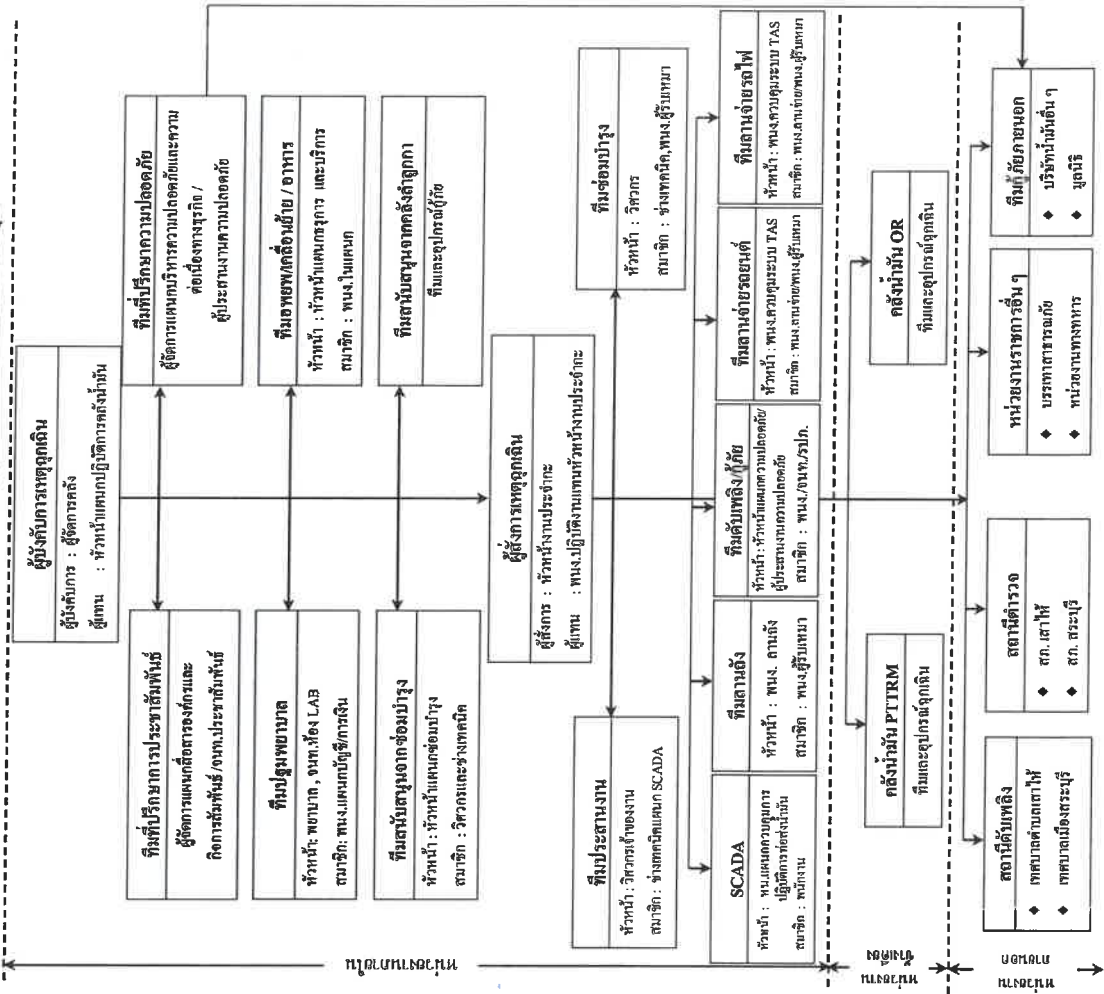 ผู้บังคับการเหตุฉุกเฉิน
ผู้บังคับการ : ผู้จัดการคลัง
ผู้แทน : หัวหน้าแผนกปฏิบัติการคลังน้ำมัน
ทีมที่ปรึกษาการประชาสัมพันธ์
ผู้จัดการแผนกสื่อสารองค์กรและ
กิจการสัมพันธ์ /จนท.ประชาสัมพันธ์
ทีมที่ปรึกษาความปลอดภัย
ผู้จัดการแผนกบริหารความปลอดภัยและความ
ต่อเนื่องทางธุรกิจ /
ผู้ประสานงานความปลอดภัย
ทีมปฐมพยาบาล
หัวหน้า: พยาบาล , จนท.ห้อง LAB
สมาชิก: พนง.แผนกบัญชี/การเงิน
ทีมอพยพ/เคลื่อนย้าย / อาหาร
หัวหน้า : หัวหน้าแผนกธุรการ และบริการ
สมาชิก : พนง.ในแผนก
ทีมสนับสนุนจากซ่อมบำรุง
หัวหน้า : หัวหน้าแผนกซ่อมบำรุง
สมาชิก : วิศวกรและช่างเทคนิค
ทีมสนับสนุนจากคลังลำลูกกา
ทีมและอุปกรณ์กู้ภัย
ผู้สั่งการเหตุฉุกเฉิน
ผู้สั่งการ : หัวหน้างานประจำกะ
ผู้แทน : พนง.ปฏิบัติงานแทนหัวหน้างานประจำกะ
ทีมประสานงาน
หัวหน้า : วิศวกรเจ้าของงาน
สมาชิก : ช่างเทคนิคแผนก SCADA
ทีมซ่อมบำรุง
หัวหน้า : วิศวกร
สมาชิก : ช่างเทคนิค,พนง.ผู้รับเหมา
SCADA
หัวหน้า : หน.แผนกควบคุมการ
ปฏิบัติการท่อส่งน้ำมัน
สมาชิก : พนักงาน
ทีมลานถัง
หัวหน้า : พนง. ลานถัง
สมาชิก : พนง.ผู้รับเหมา
ทีมดับเพลิง/กู้ภัย
หัวหน้า : หัวหน้าแผนกความปลอดภัย/
ผู้ประสานงานความปลอดภัย
สมาชิก : พนง./จนท./รปภ.
ทีมลานจ่ายรถยนต์
หัวหน้า : พนง.ควบคุมระบบ TAS
สมาชิก : พนง.ลานจ่าย/พนง.ผู้รับเหมา
ทีมลานจ่ายรถไฟ
หัวหน้า : พนง.ควบคุมระบบ TAS
สมาชิก : พนง.ลานจ่าย/พนง.ผู้รับเหมา
หน่วยงานภายใน
คลังน้ำมัน PTTRM
ทีมและอุปกรณ์ฉุกเฉิน
คลังน้ำมัน OR
ทีมและอุปกรณ์ฉุกเฉิน
หน่วยงาน
ข้างเคียง
สถานีดับเพลิง
◆ เทศบาลตำบลเสาไห้
◆ เทศบาลเมืองสระบุรี
สถานีตำรวจ
◆ สภ. เสาไห้
◆ สภ. สระบุรี
หน่วยงานราชการอื่น ๆ
◆ บรรเทาสาธารณภัย
◆ หน่วยงานทางทหาร
ทีมกู้ภัยภายนอก
◆ บริษัทน้ำมันอื่น ๆ
◆ มูลนิธิ
หน่วยงาน
ภายนอก